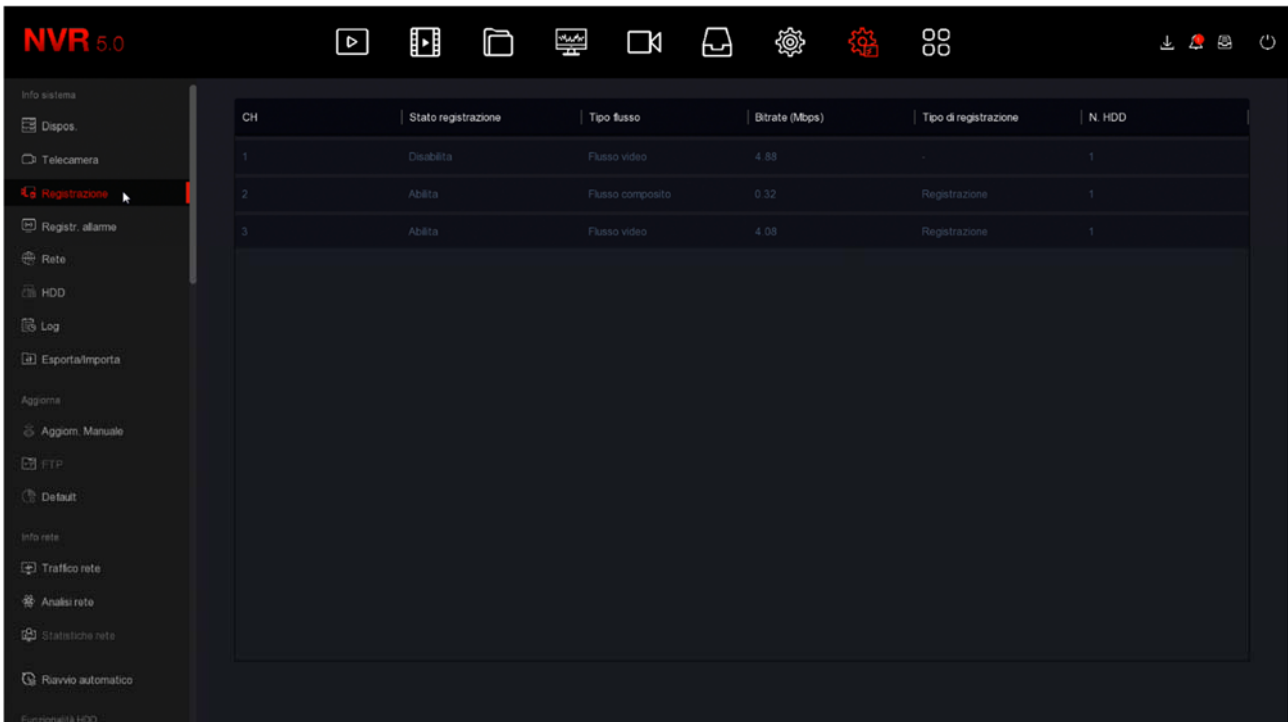 NVR 5.0
Info sistema
Dispos.
Telecamera
Registrazione
Registr. allarme
Rete
HDD
Log
Esporta/Importa
Aggiorna
Aggiorn. Manuale
FTP
Default
Info rete
Traffico rete
Analisi rete
Statistiche rete
Riavvio automatico
Funzionalità HDD
CH Stato registrazione Tipo flusso Bitrate (Mbps) Tipo di registrazione N. HDD
1 Disabilita Flusso video 4.88 - 1
2 Abilita Flusso composito 0.32 Registrazione 1
3 Abilita Flusso video 4.08 Registrazione 1